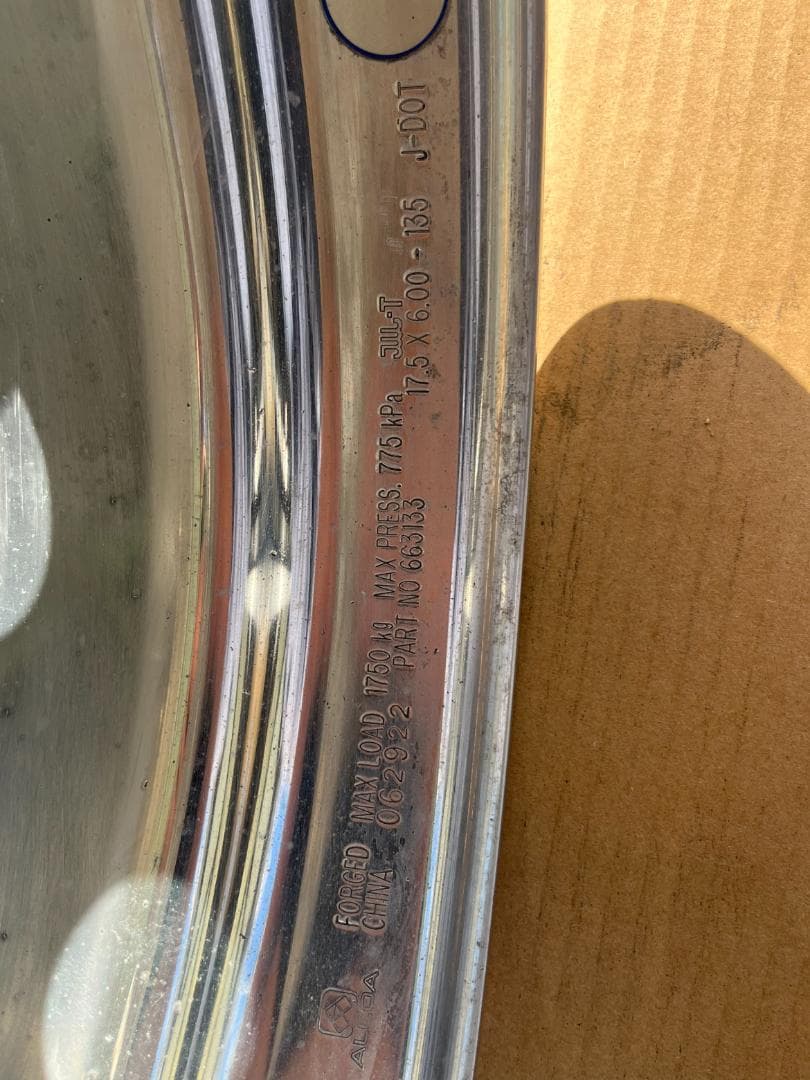 ALCOA
FORGED MAX LOAD 1750 kg MAX PRESS. 775 kPa JWL-T
CHINA 062922 PART NO 663133 17.5 X 6.00 - 135 J-DOT